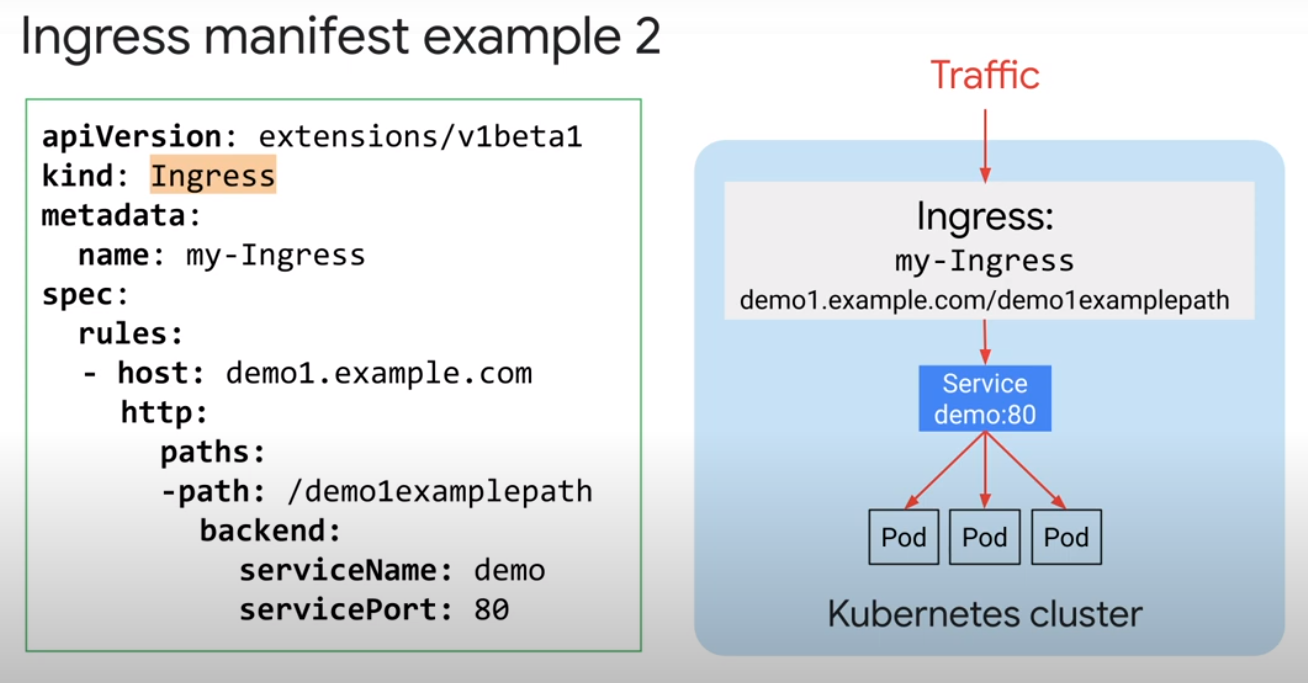 Ingress manifest example 2
apiVersion: extensions/v1beta1
kind: Ingress
metadata:
  name: my-Ingress
spec:
  rules:
  - host: demo1.example.com
    http:
      paths:
      -path: /demo1examplepath
        backend:
          serviceName: demo
          servicePort: 80
Traffic
Ingress:
my-Ingress
demo1.example.com/demo1examplepath
Service
demo:80
Pod Pod Pod
Kubernetes cluster